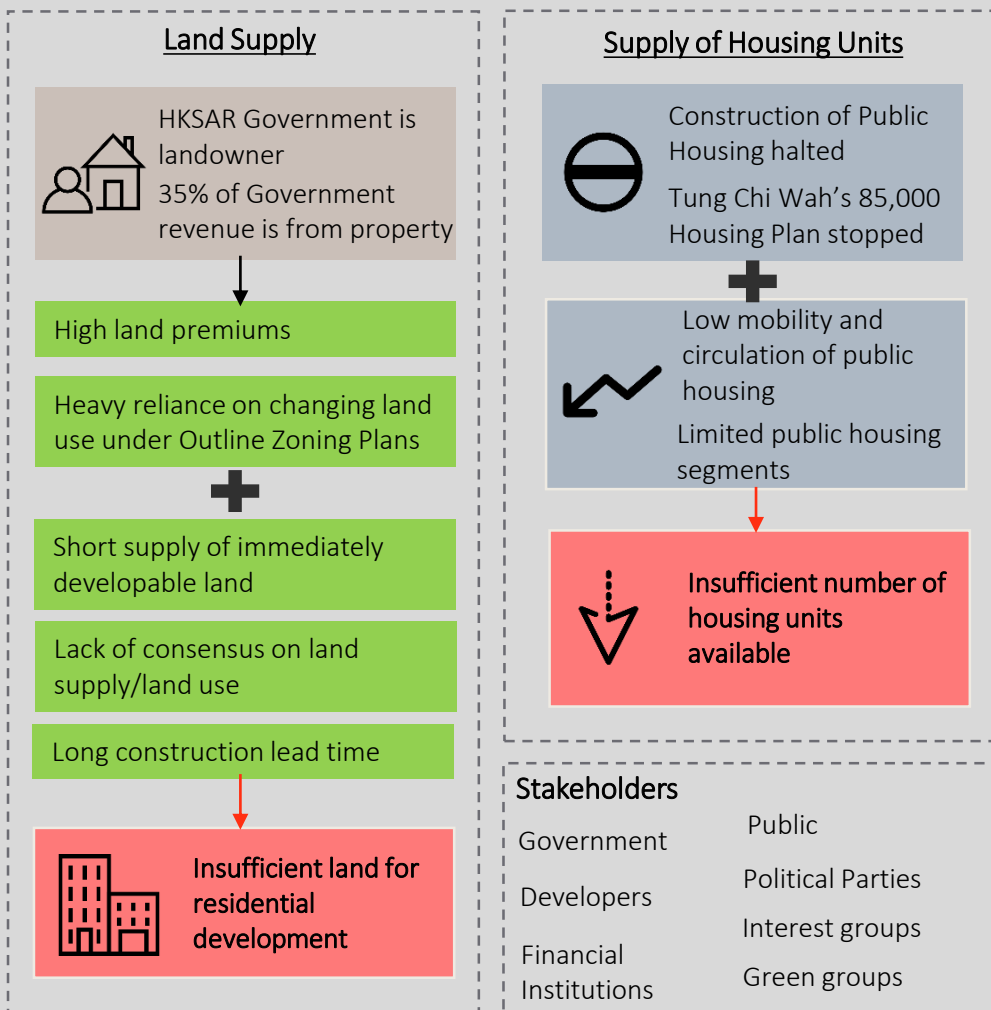 Land Supply
HKSAR Government is
landowner
35% of Government
revenue is from property
High land premiums
Heavy reliance on changing land
use under Outline Zoning Plans
Short supply of immediately
developable land
Lack of consensus on land
supply/land use
Long construction lead time
Insufficient land for
residential
development
Supply of Housing Units
Construction of Public
Housing halted
Tung Chi Wah's 85,000
Housing Plan stopped
Low mobility and
circulation of public
housing
Limited public housing
segments
Insufficient number of
housing units
available
Stakeholders
Government
Developers
Financial
Institutions
Public
Political Parties
Interest groups
Green groups